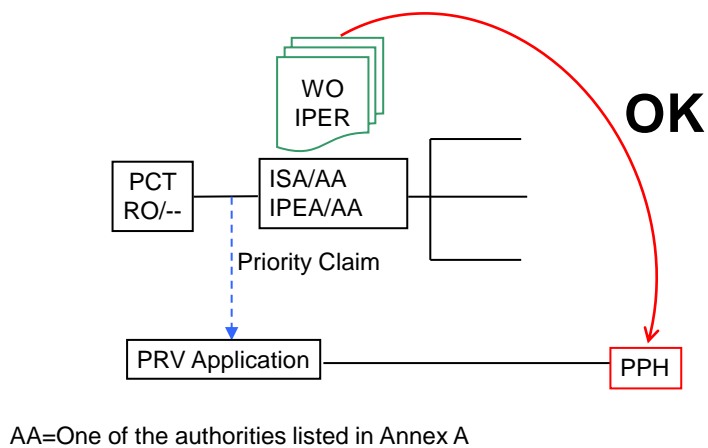 WO
IPER
OK
PCT
RO/--
ISA/AA
IPEA/AA
Priority Claim
PRV Application
PPH
AA=One of the authorities listed in Annex A